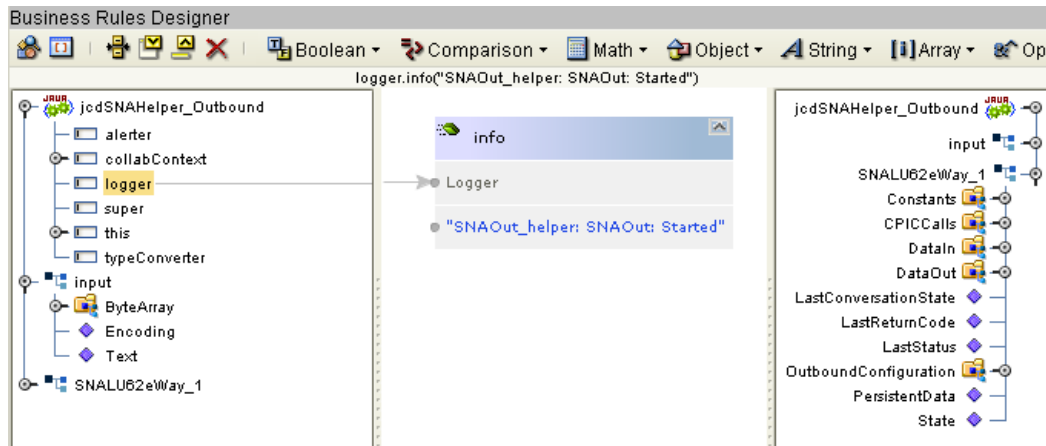 Business Rules Designer
Boolean Comparison Math Object String Array Op
logger.info("SNAOut_helper: SNAOut: Started")
JAVA jcdSNAHelper_Outbound
alerter
collabContext
logger
super
this
typeConverter
input
ByteArray
Encoding
Text
SNALU62eWay_1
info
Logger
"SNAOut_helper: SNAOut: Started"
jcdSNAHelper_Outbound JAVA
input
SNALU62eWay_1
Constants
CPICCalls
DataIn
DataOut
LastConversationState
LastReturnCode
LastStatus
OutboundConfiguration
PersistentData
State